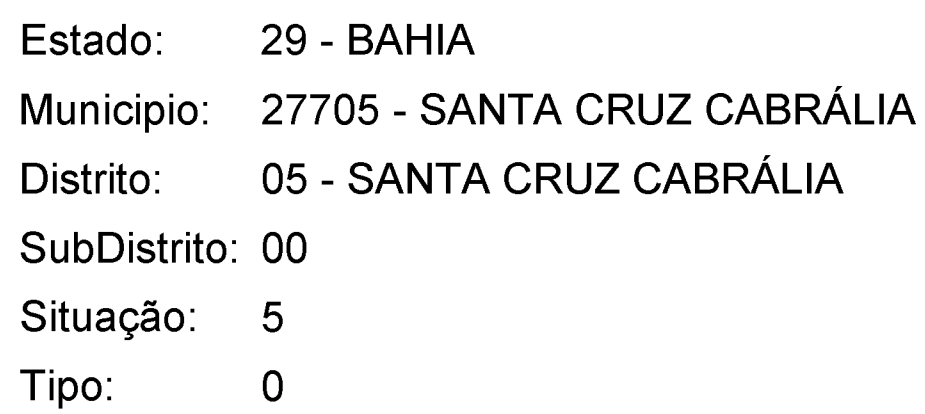 Estado: 29 - BAHIA
Municipio: 27705 - SANTA CRUZ CABRÁLIA
Distrito: 05 - SANTA CRUZ CABRÁLIA
SubDistrito: 00
Situação: 5
Tipo: 0